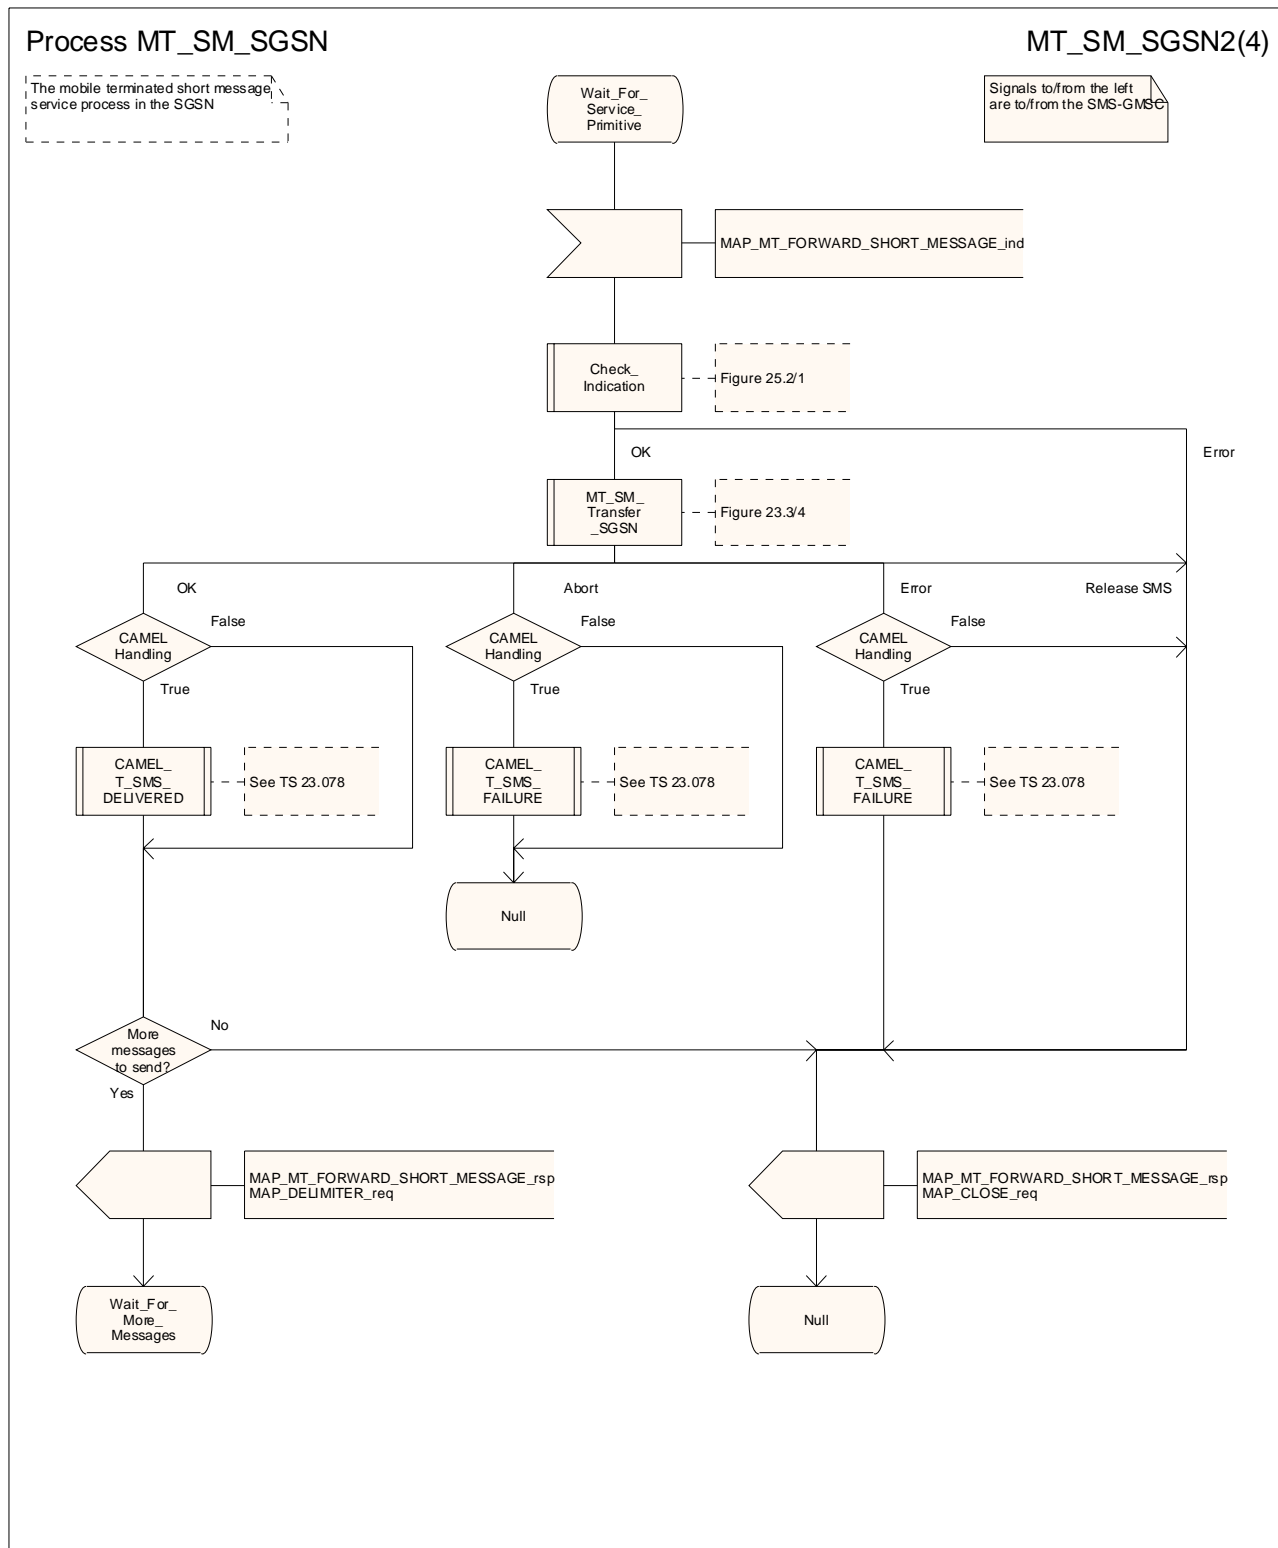 Process MT_SM_SGSN
MT_SM_SGSN2(4)
The mobile terminated short message
service process in the SGSN
Wait_For_
Service_
Primitive
Signals to/from the left
are to/from the SMS-GMSC
MAP_MT_FORWARD_SHORT_MESSAGE_ind
Check_
Indication
Figure 25.2/1
OK
Error
MT_SM_
Transfer
_SGSN
Figure 23.3/4
OK
Abort
Error
Release SMS
CAMEL
Handling
False
CAMEL
Handling
False
CAMEL
Handling
False
True
True
True
CAMEL_
T_SMS_
DELIVERED
See TS 23.078
CAMEL_
T_SMS_
FAILURE
See TS 23.078
CAMEL_
T_SMS_
FAILURE
See TS 23.078
Null
More
messages
to send?
No
Yes
MAP_MT_FORWARD_SHORT_MESSAGE_rsp
MAP_DELIMITER_req
MAP_MT_FORWARD_SHORT_MESSAGE_rsp
MAP_CLOSE_req
Wait_For_
More_
Messages
Null